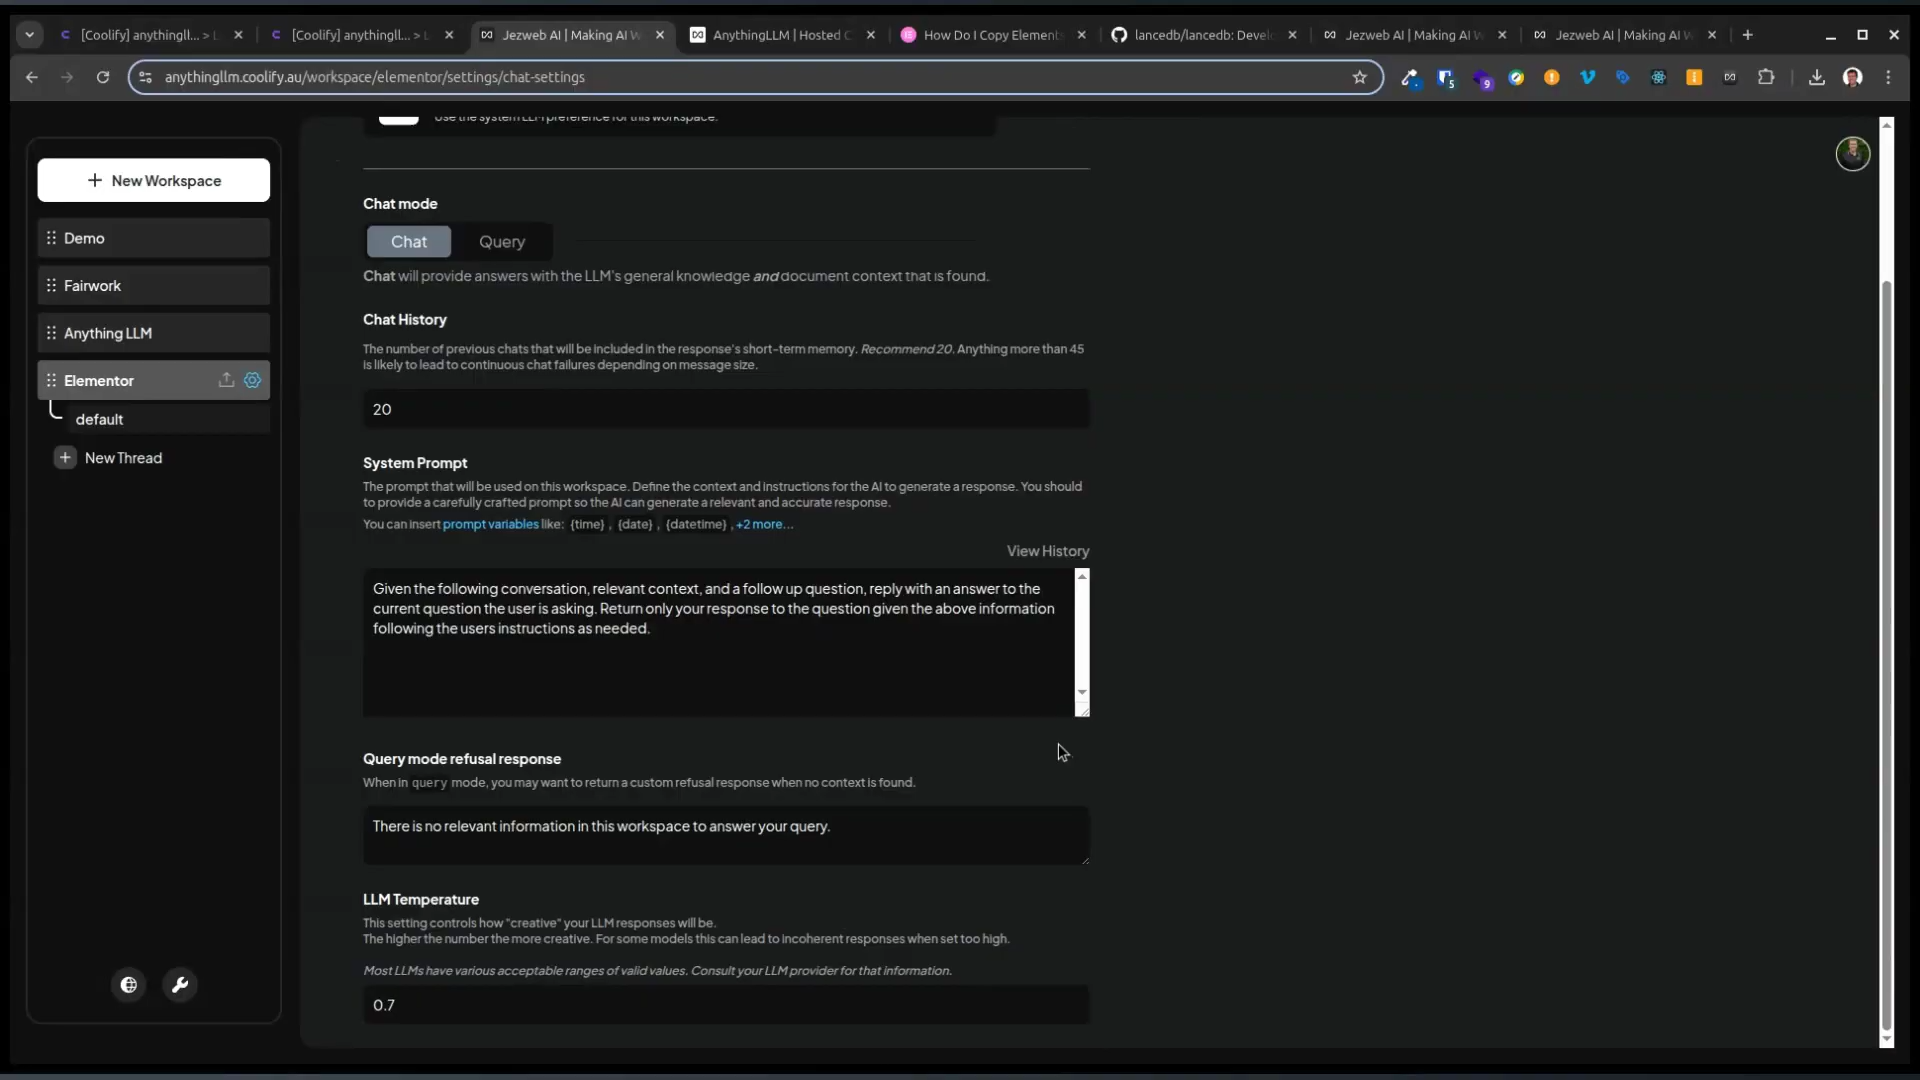 [Coolify] anythingll... > L
[Coolify] anythingll... > L
Jezweb AI | Making AI W
AnythingLLM | Hosted C
How Do I Copy Element
lancedb/lancedb: Devel
Jezweb AI | Making AI W
Jezweb AI | Making AI W
anythingllm.coolify.au/workspace/elementor/settings/chat-settings
5
9
Use the system LLM preference for this workspace.
New Workspace
Demo
Fairwork
Anything LLM
Elementor
default
New Thread
Chat mode
Chat
Query
Chat will provide answers with the LLM's general knowledge and document context that is found.
Chat History
The number of previous chats that will be included in the response's short-term memory. Recommend 20. Anything more than 45
is likely to lead to continuous chat failures depending on message size.
20
System Prompt
The prompt that will be used on this workspace. Define the context and instructions for the AI to generate a response. You should
to provide a carefully crafted prompt so the AI can generate a relevant and accurate response.
You can insert prompt variables like: {time} , {date} , {datetime} , +2 more...
View History
Given the following conversation, relevant context, and a follow up question, reply with an answer to the
current question the user is asking. Return only your response to the question given the above information
following the users instructions as needed.
Query mode refusal response
When in query mode, you may want to return a custom refusal response when no context is found.
There is no relevant information in this workspace to answer your query.
LLM Temperature
This setting controls how "creative" your LLM responses will be.
The higher the number the more creative. For some models this can lead to incoherent responses when set too high.
Most LLMs have various acceptable ranges of valid values. Consult your LLM provider for that information.
0.7